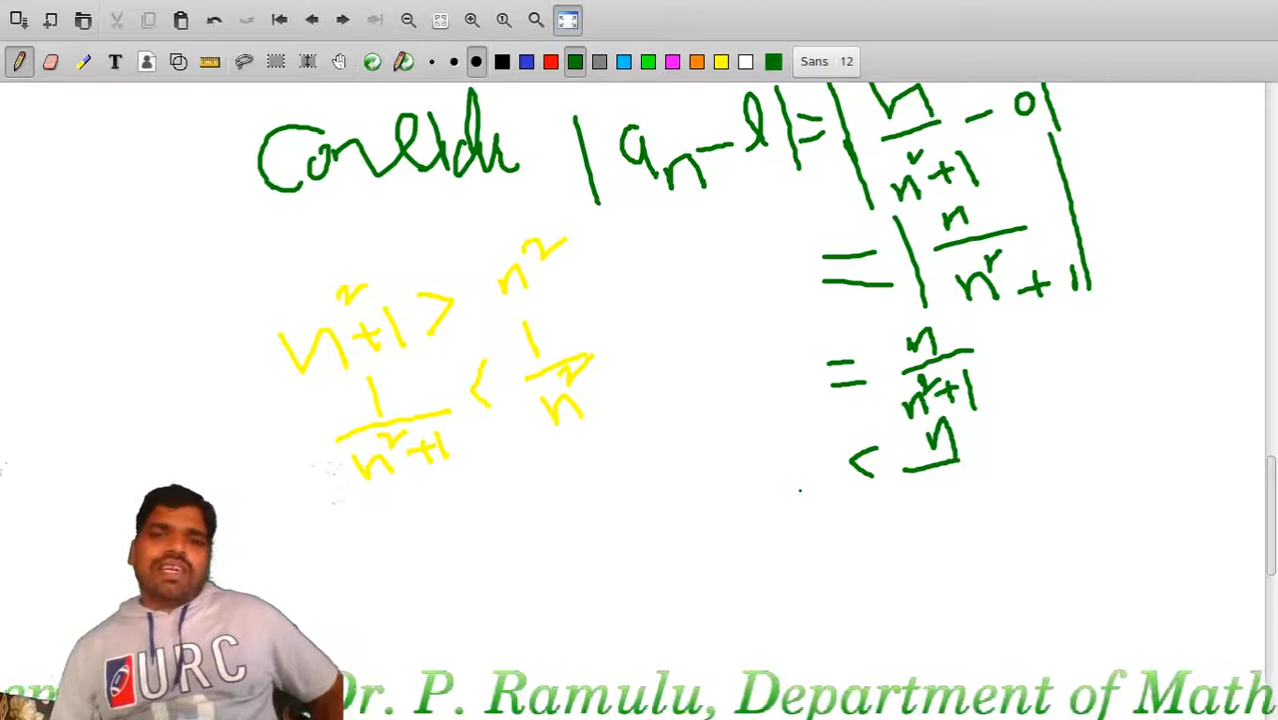 Sans 12
Consider | a_n - l | = | n/(n²+1) - 0 |
= | n/(n²+1) |
n²+1 > n²
1/(n²+1) < 1/n²
= n/(n²+1)
< n
URC
Dr. P. Ramulu, Department of Math